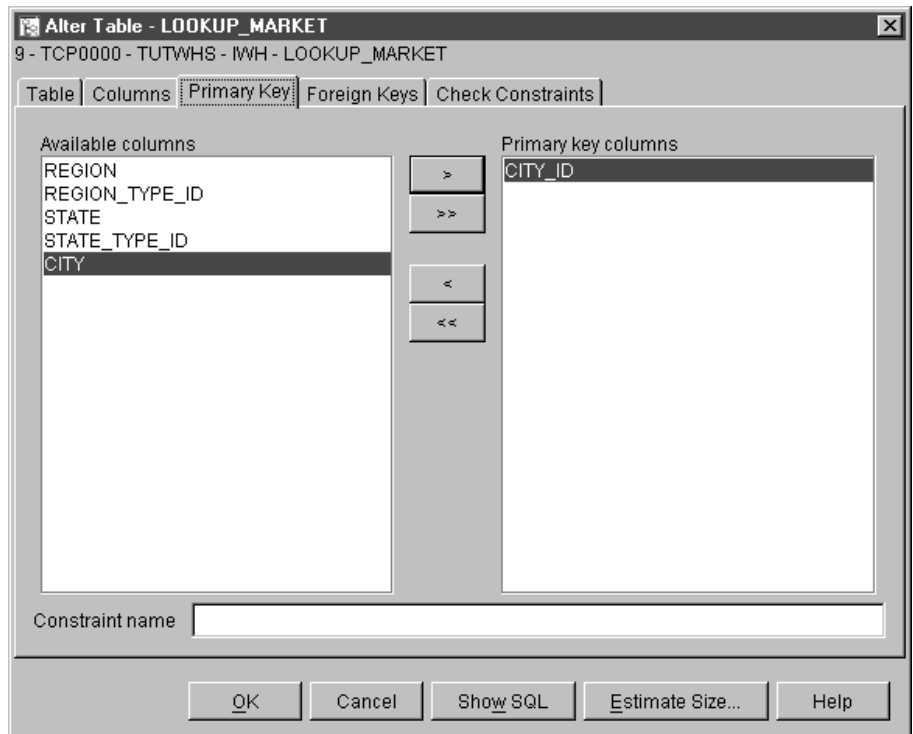 Alter Table - LOOKUP_MARKET
9 - TCP0000 - TUTWHS - IWH - LOOKUP_MARKET
Table Columns Primary Key Foreign Keys Check Constraints
Available columns
REGION
REGION_TYPE_ID
STATE
STATE_TYPE_ID
CITY
>
>>
<
<<
Primary key columns
CITY_ID
Constraint name
OK Cancel Show SQL Estimate Size... Help